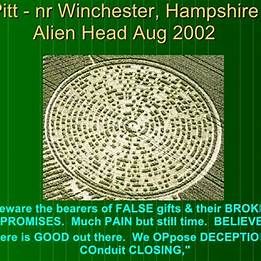 Pitt - nr Winchester, Hampshire
Alien Head Aug 2002
eware the bearers of FALSE gifts & their BROK
PROMISES. Much PAIN but still time. BELIEVE
ere is GOOD out there. We OPpose DECEPTiO
COnduit CLOSING,"